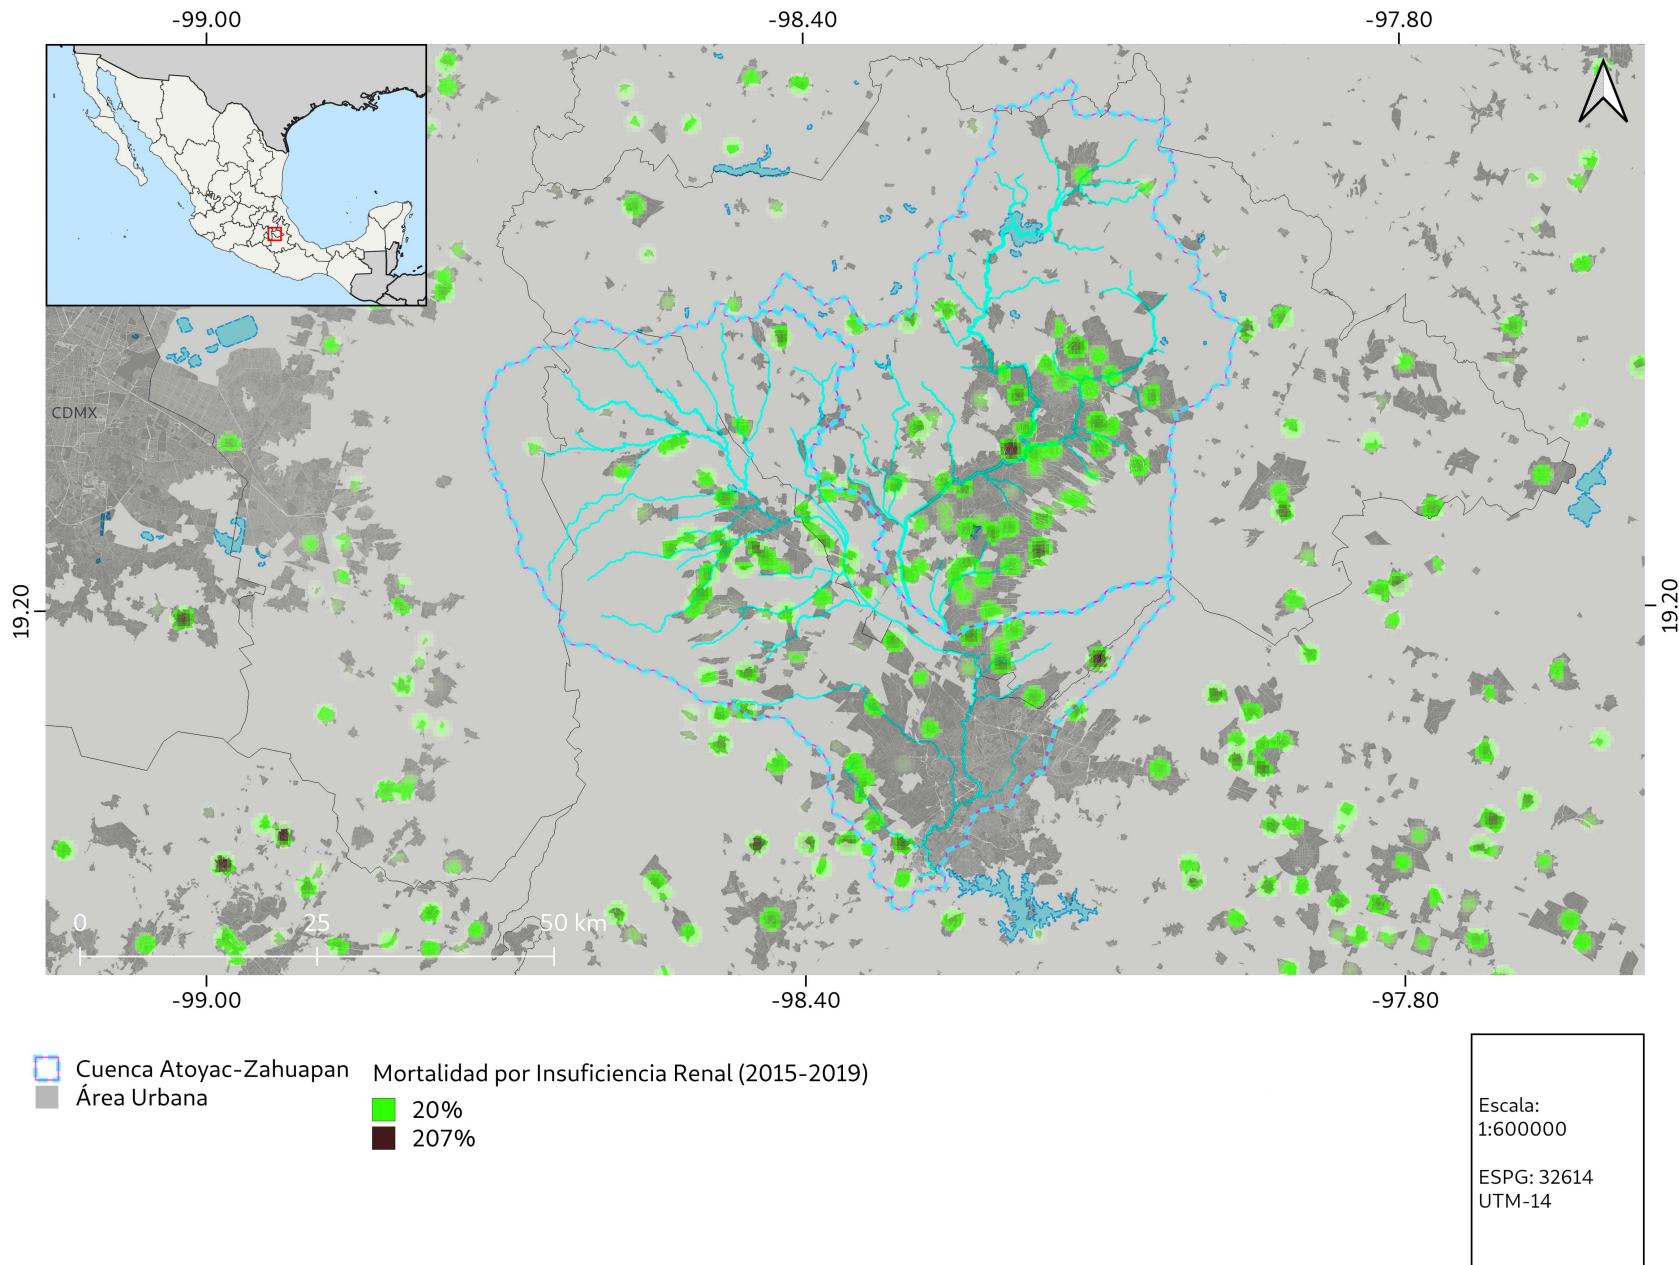 -99.00
-98.40
-97.80
CDMX
19.20
19.20
0
25
50 km
-99.00
-98.40
-97.80
Cuenca Atoyac-Zahuapan
Área Urbana
Mortalidad por Insuficiencia Renal (2015-2019)
20%
207%
Escala:
1:600000
ESPG: 32614
UTM-14